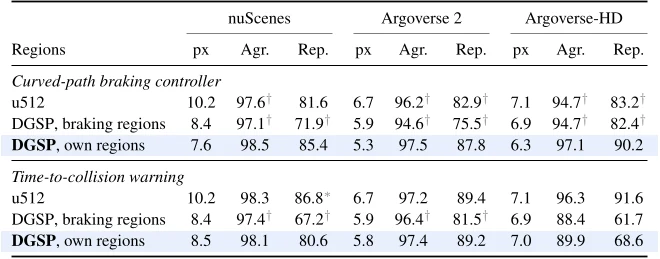 nuScenes Argoverse 2 Argoverse-HD
Regions px Agr. Rep. px Agr. Rep. px Agr. Rep.
Curved-path braking controller
u512 10.2 97.6† 81.6 6.7 96.2† 82.9† 7.1 94.7† 83.2†
DGSP, braking regions 8.4 97.1† 71.9† 5.9 94.6† 75.5† 6.9 94.7† 82.4†
DGSP, own regions 7.6 98.5 85.4 5.3 97.5 87.8 6.3 97.1 90.2
Time-to-collision warning
u512 10.2 98.3 86.8* 6.7 97.2 89.4 7.1 96.3 91.6
DGSP, braking regions 8.4 97.4† 67.2† 5.9 96.4† 81.5† 6.9 88.4 61.7
DGSP, own regions 8.5 98.1 80.6 5.8 97.4 89.2 7.0 89.9 68.6